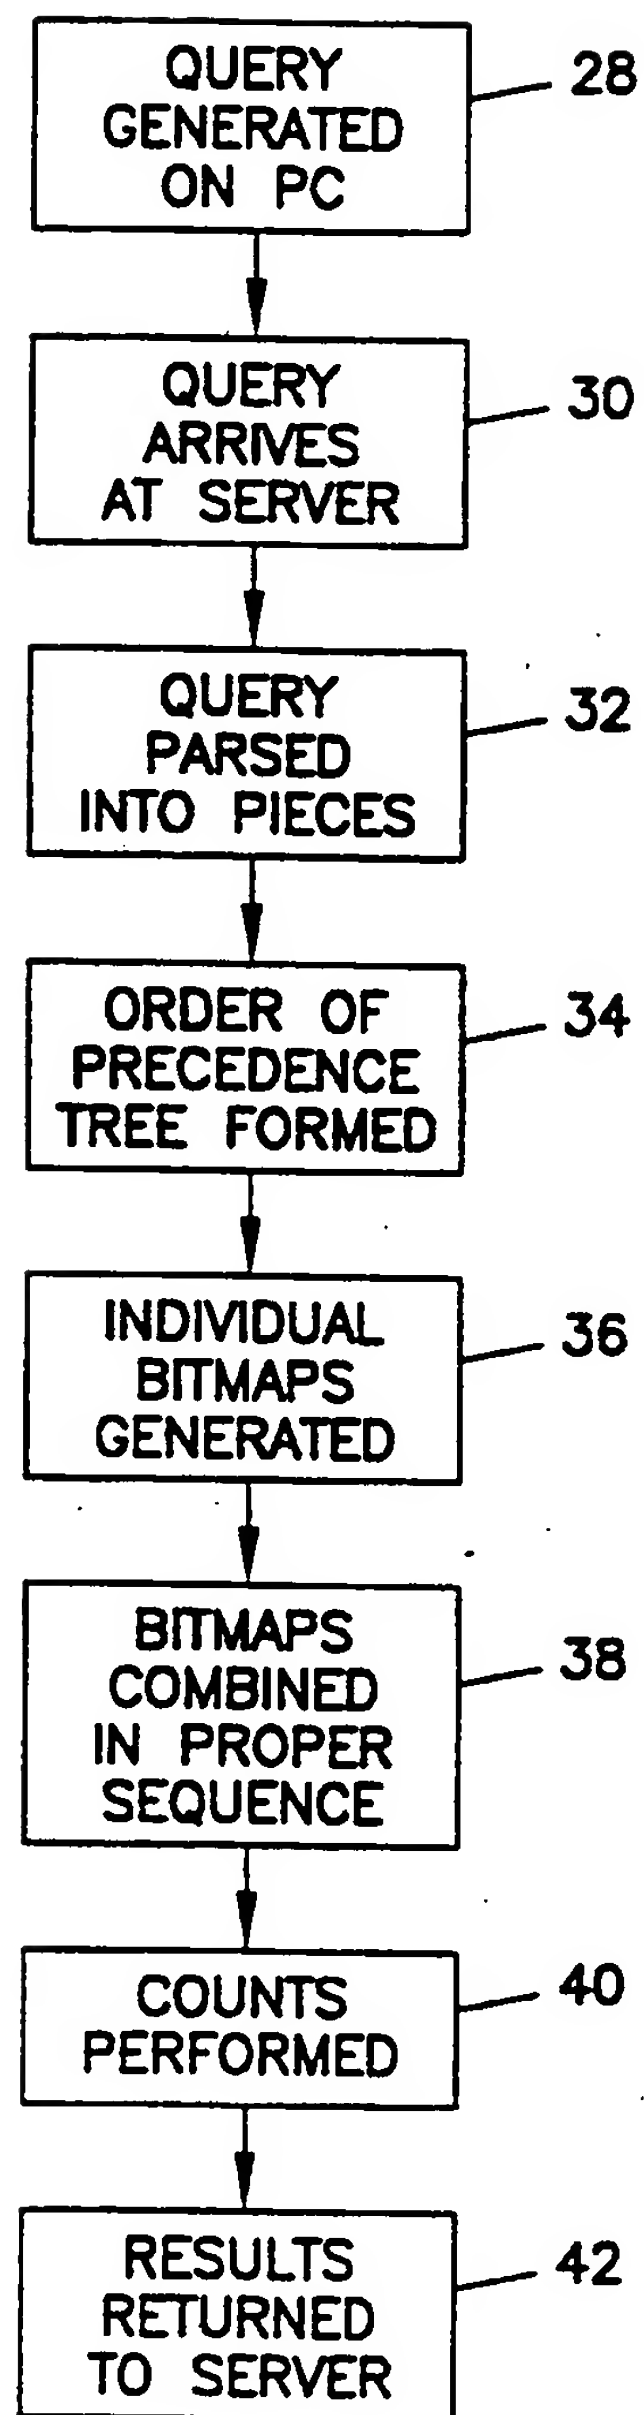 QUERY
GENERATED
ON PC
28
QUERY
ARRIVES
AT SERVER
30
QUERY
PARSED
INTO PIECES
32
ORDER OF
PRECEDENCE
TREE FORMED
34
INDIVIDUAL
BITMAPS
GENERATED
36
BITMAPS
COMBINED
IN PROPER
SEQUENCE
38
COUNTS
PERFORMED
40
RESULTS
RETURNED
TO SERVER
42